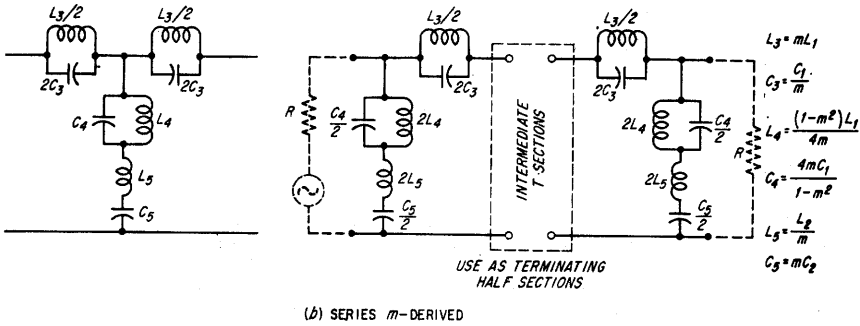 L₃/2
L₃/2
2C₃
2C₃
C₄
L₄
L₅
C₅
L₃/2
2C₃
R
C₄/2
2L₄
2L₅
C₅/2
INTERMEDIATE
T-SECTIONS
L₃/2
2C₃
2L₄
C₄/2
2L₅
C₅/2
R
USE AS TERMINATING
HALF SECTIONS
L₃=mL₁
C₃=C₁/m
L₄=(1-m²)L₁/4m
C₄=4mC₁/1-m²
L₅=L₂/m
C₅=mC₂
(b) SERIES m-DERIVED